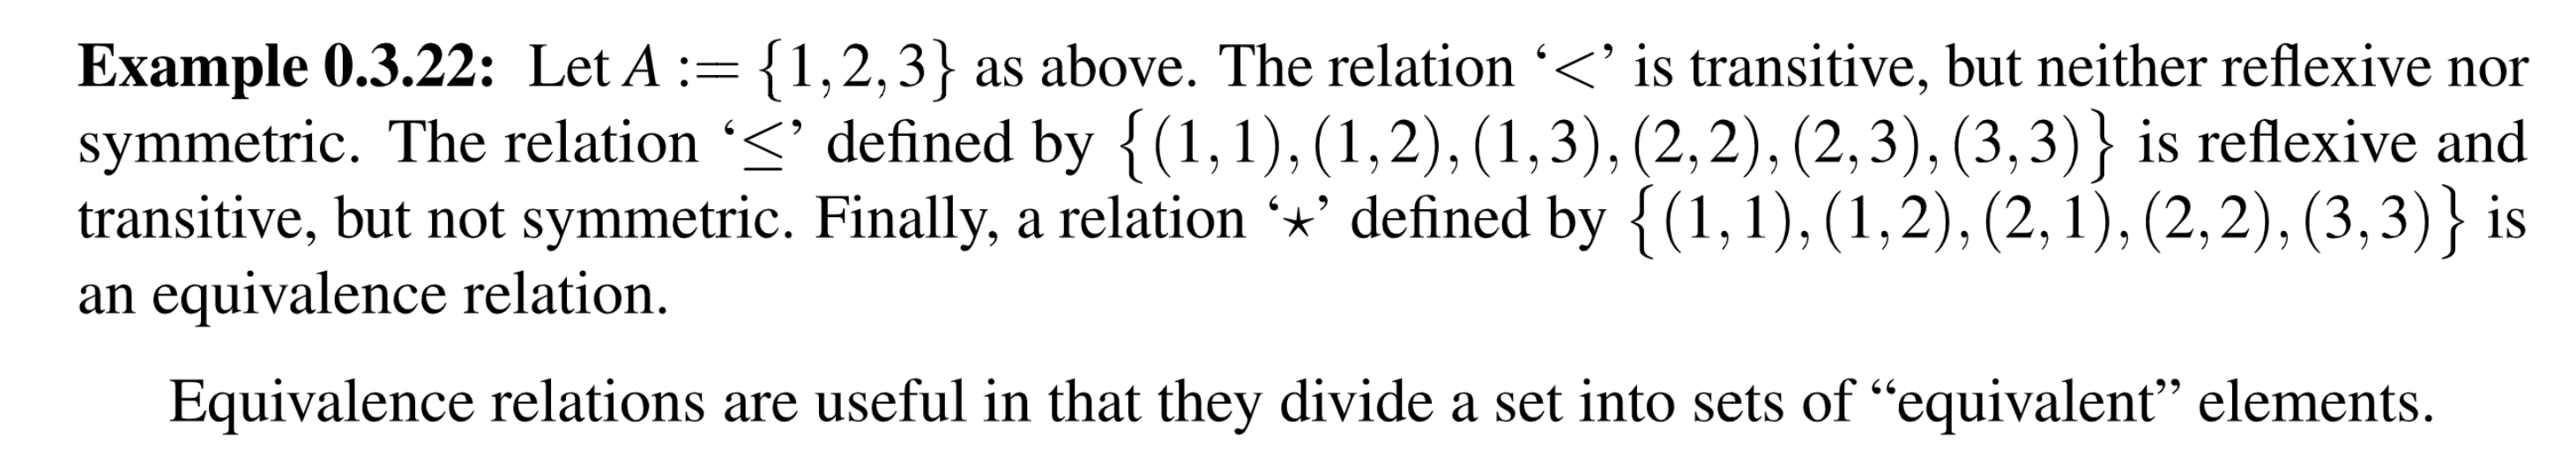 Example 0.3.22: Let A := {1,2,3} as above. The relation ‘<’ is transitive, but neither reflexive nor
symmetric. The relation ‘≤’ defined by {(1,1),(1,2),(1,3),(2,2),(2,3),(3,3)} is reflexive and
transitive, but not symmetric. Finally, a relation ‘⋆’ defined by {(1,1),(1,2),(2,1),(2,2),(3,3)} is
an equivalence relation.
Equivalence relations are useful in that they divide a set into sets of “equivalent” elements.